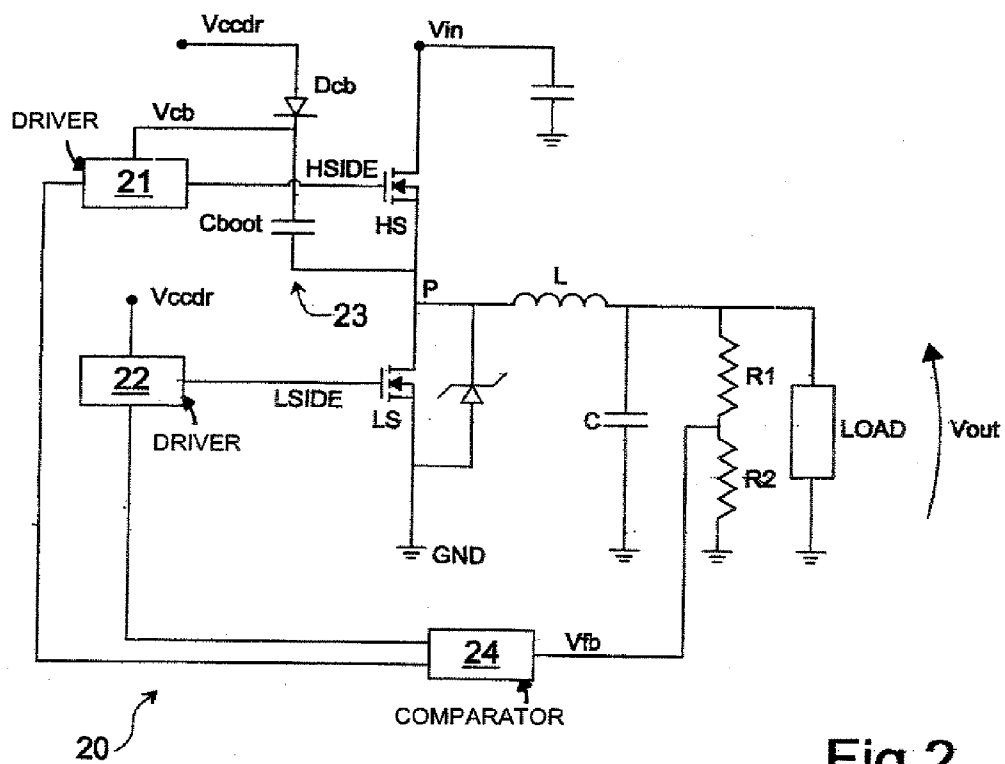 Vccdr
Vin
Dcb
Vcb
DRIVER
21
HSIDE
HS
Cboot
23
P
L
Vccdr
22
LSIDE
LS
DRIVER
C
R1
R2
LOAD
Vout
GND
24
Vfb
COMPARATOR
20
Fig.2